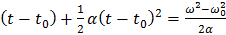 (t − t₀) + ½α(t − t₀)² = (ω² − ω₀²)/2α